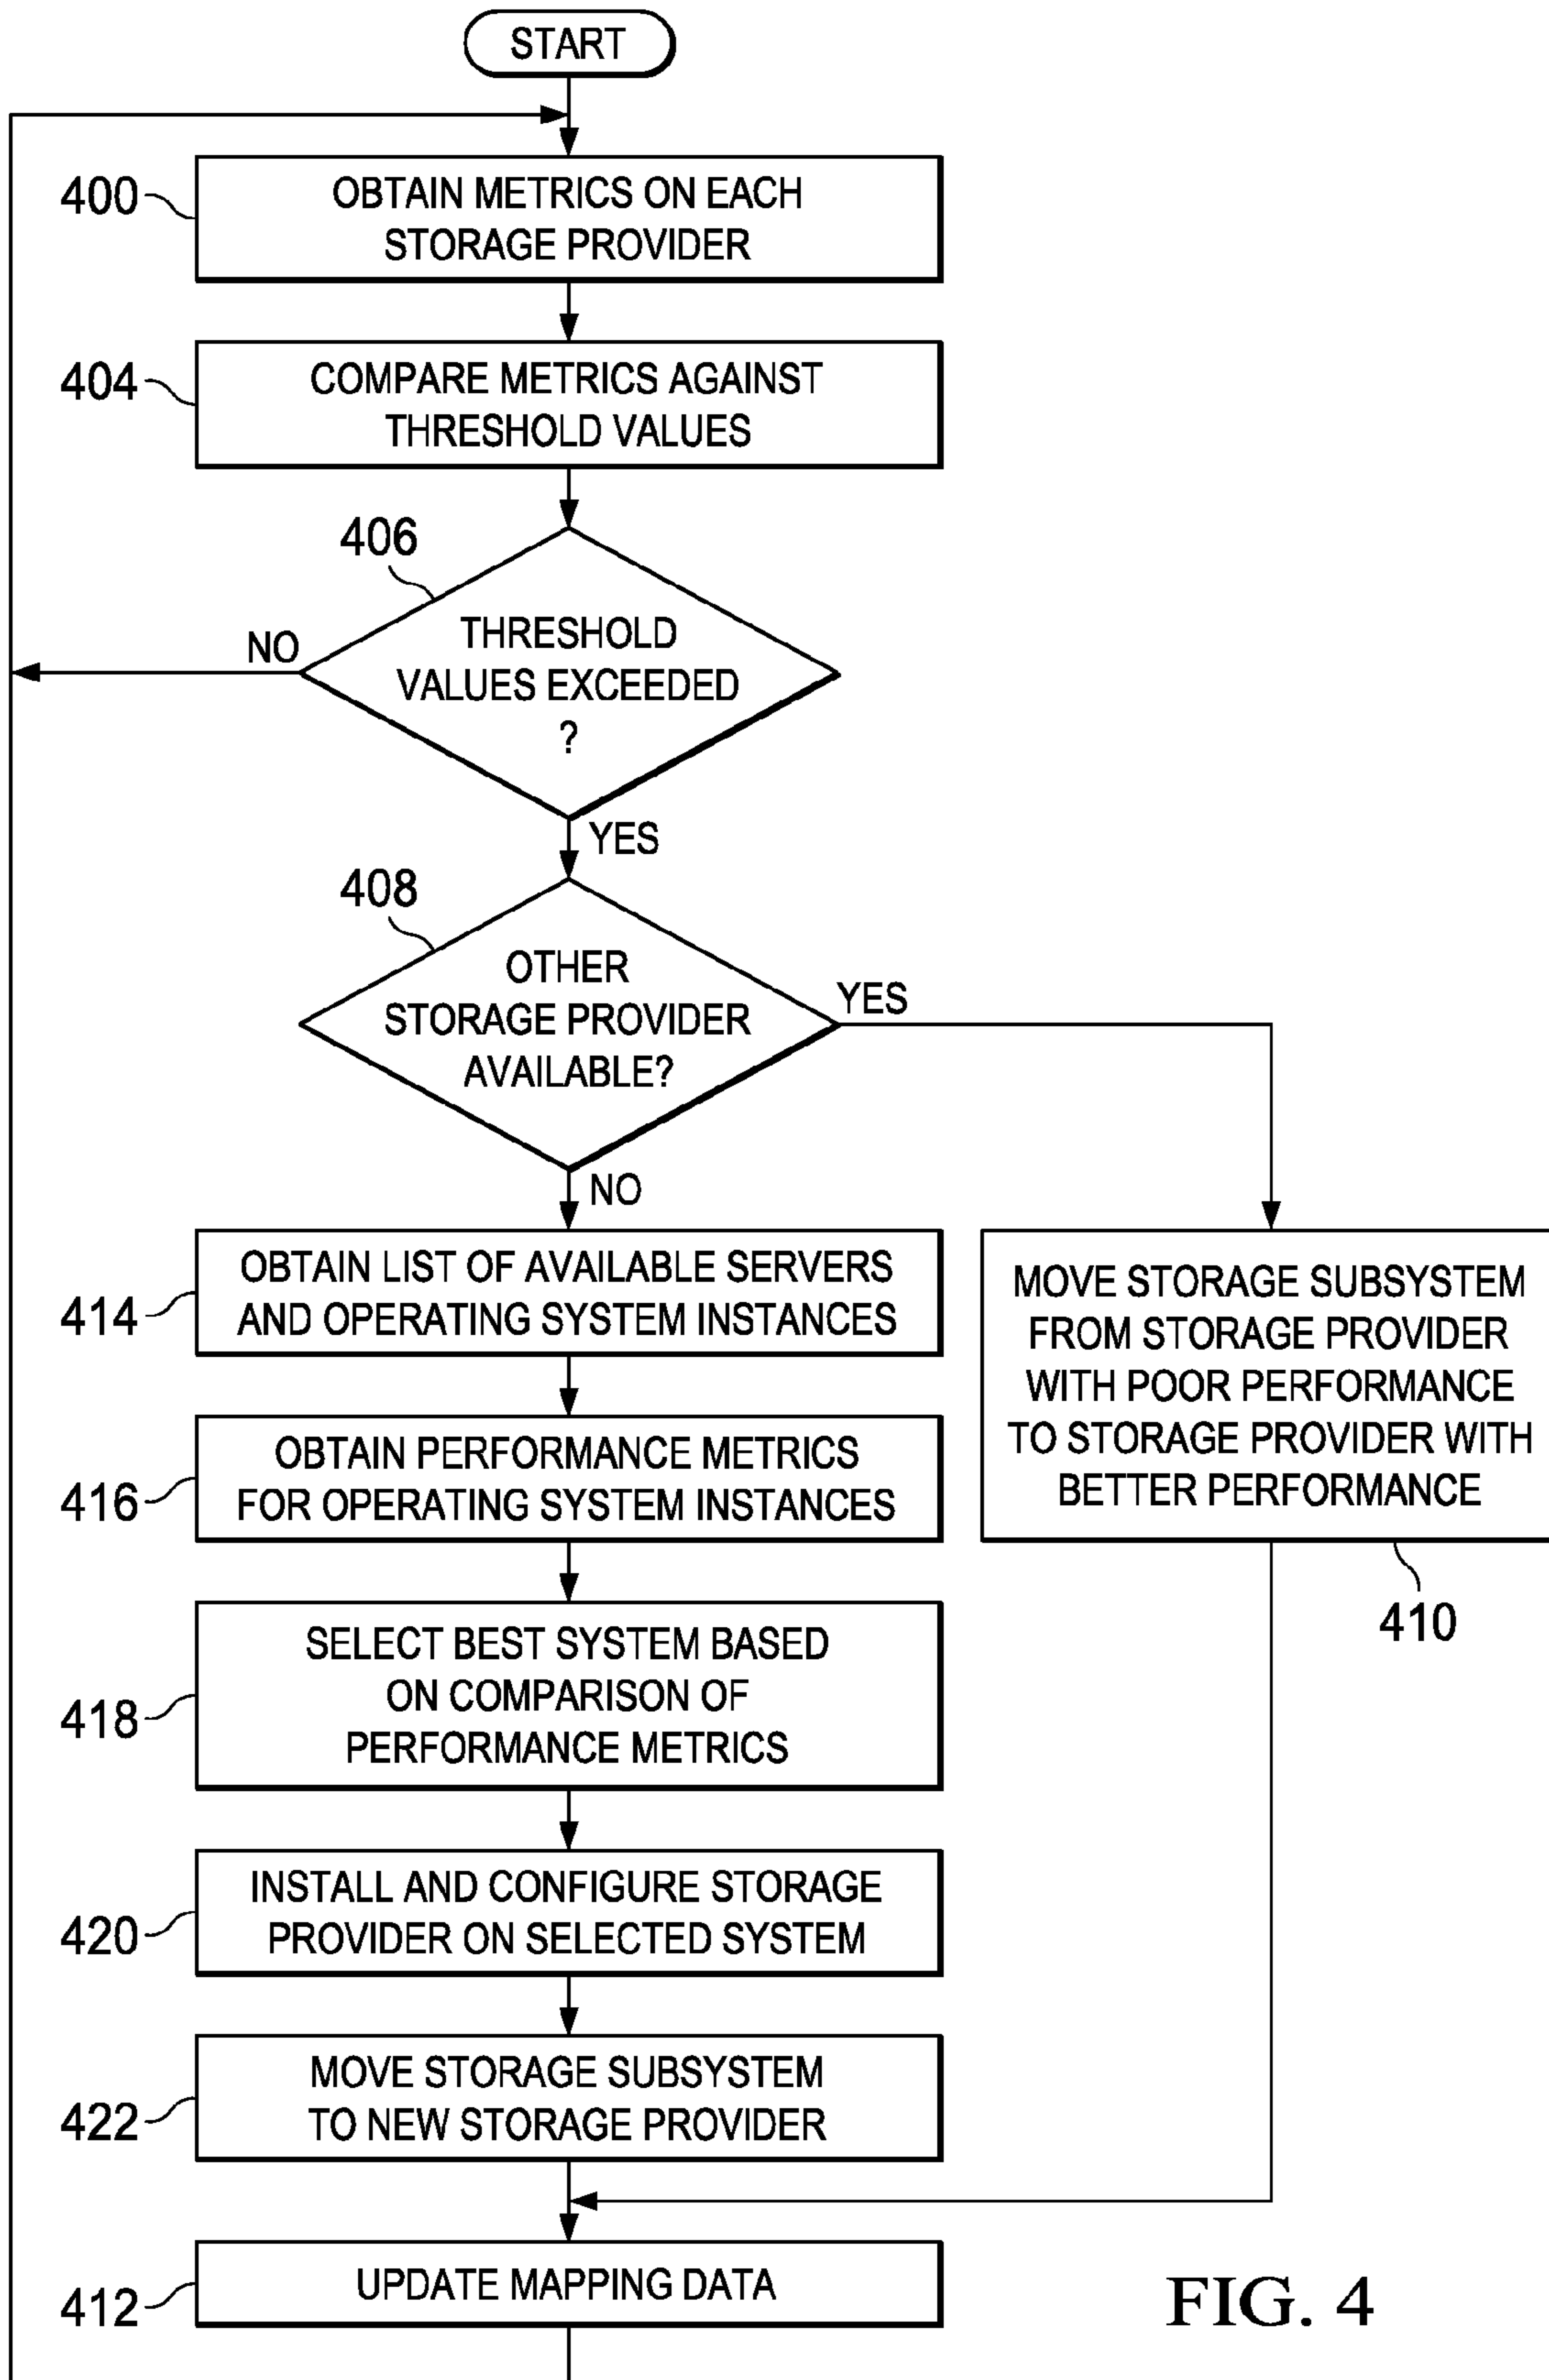 START
400
OBTAIN METRICS ON EACH
STORAGE PROVIDER
404
COMPARE METRICS AGAINST
THRESHOLD VALUES
406
THRESHOLD
VALUES EXCEEDED
?
NO
YES
408
OTHER
STORAGE PROVIDER
AVAILABLE?
YES
NO
414
OBTAIN LIST OF AVAILABLE SERVERS
AND OPERATING SYSTEM INSTANCES
MOVE STORAGE SUBSYSTEM
FROM STORAGE PROVIDER
WITH POOR PERFORMANCE
TO STORAGE PROVIDER WITH
BETTER PERFORMANCE
410
416
OBTAIN PERFORMANCE METRICS
FOR OPERATING SYSTEM INSTANCES
418
SELECT BEST SYSTEM BASED
ON COMPARISON OF
PERFORMANCE METRICS
420
INSTALL AND CONFIGURE STORAGE
PROVIDER ON SELECTED SYSTEM
422
MOVE STORAGE SUBSYSTEM
TO NEW STORAGE PROVIDER
412
UPDATE MAPPING DATA
FIG. 4